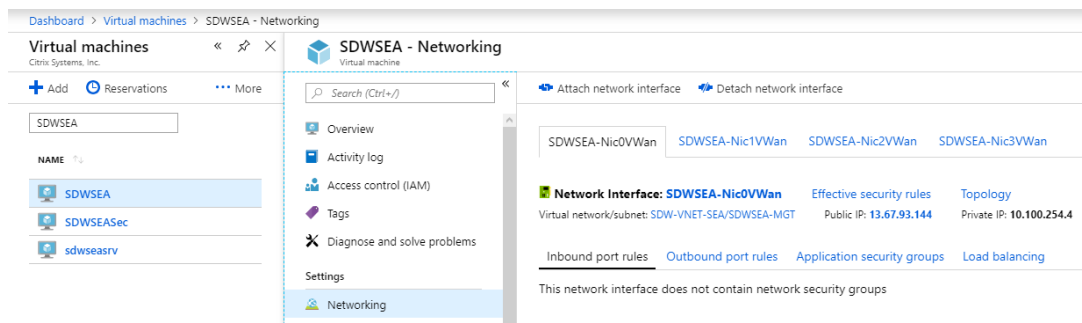 Dashboard > Virtual machines > SDWSEA - Networking
Virtual machines
Citrix Systems, Inc.
Add Reservations More
SDWSEA
NAME
SDWSEA
SDWSEASec
sdwseasrv
SDWSEA - Networking
Virtual machine
Search (Ctrl+/)
Overview
Activity log
Access control (IAM)
Tags
Diagnose and solve problems
Settings
Networking
Attach network interface Detach network interface
SDWSEA-Nic0VWan SDWSEA-Nic1VWan SDWSEA-Nic2VWan SDWSEA-Nic3VWan
Network Interface: SDWSEA-Nic0VWan Effective security rules Topology
Virtual network/subnet: SDW-VNET-SEA/SDWSEA-MGT Public IP: 13.67.93.144 Private IP: 10.100.254.4
Inbound port rules Outbound port rules Application security groups Load balancing
This network interface does not contain network security groups